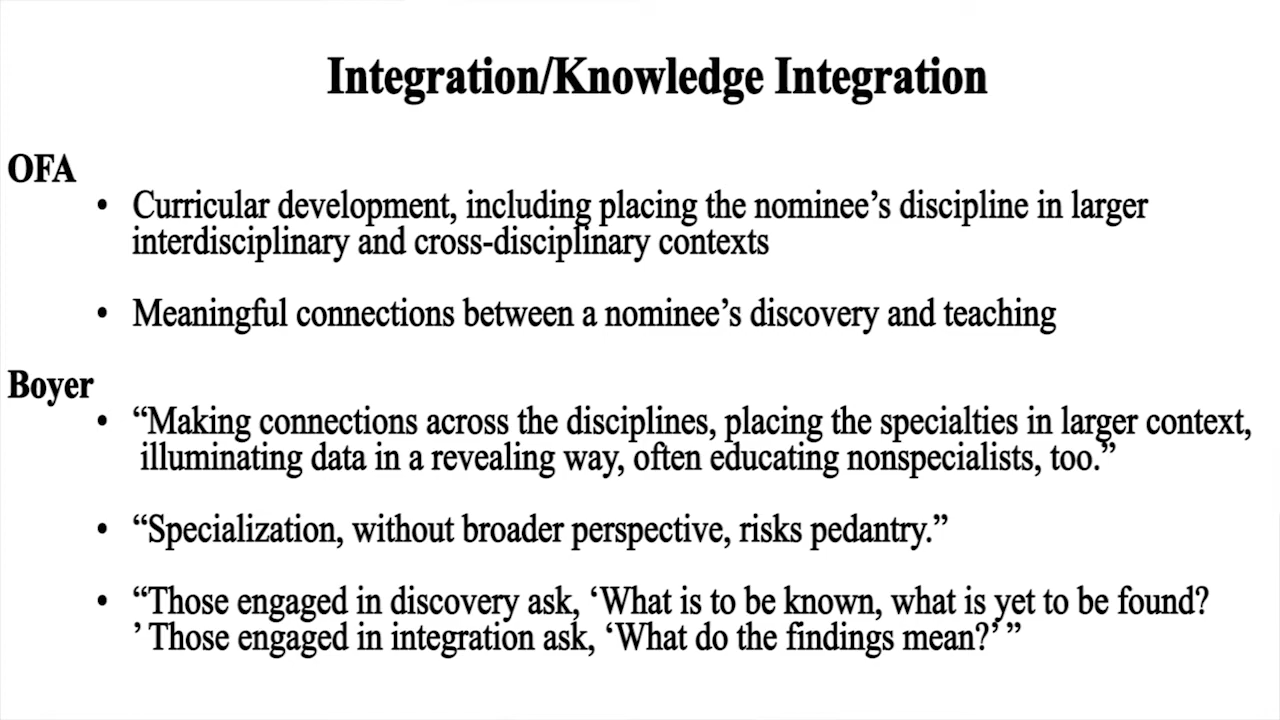 Integration/Knowledge Integration
OFA
• Curricular development, including placing the nominee’s discipline in larger
interdisciplinary and cross-disciplinary contexts
• Meaningful connections between a nominee’s discovery and teaching
Boyer
• “Making connections across the disciplines, placing the specialties in larger context,
illuminating data in a revealing way, often educating nonspecialists, too.”
• “Specialization, without broader perspective, risks pedantry.”
• “Those engaged in discovery ask, ‘What is to be known, what is yet to be found?
’ Those engaged in integration ask, ‘What do the findings mean?’ ”